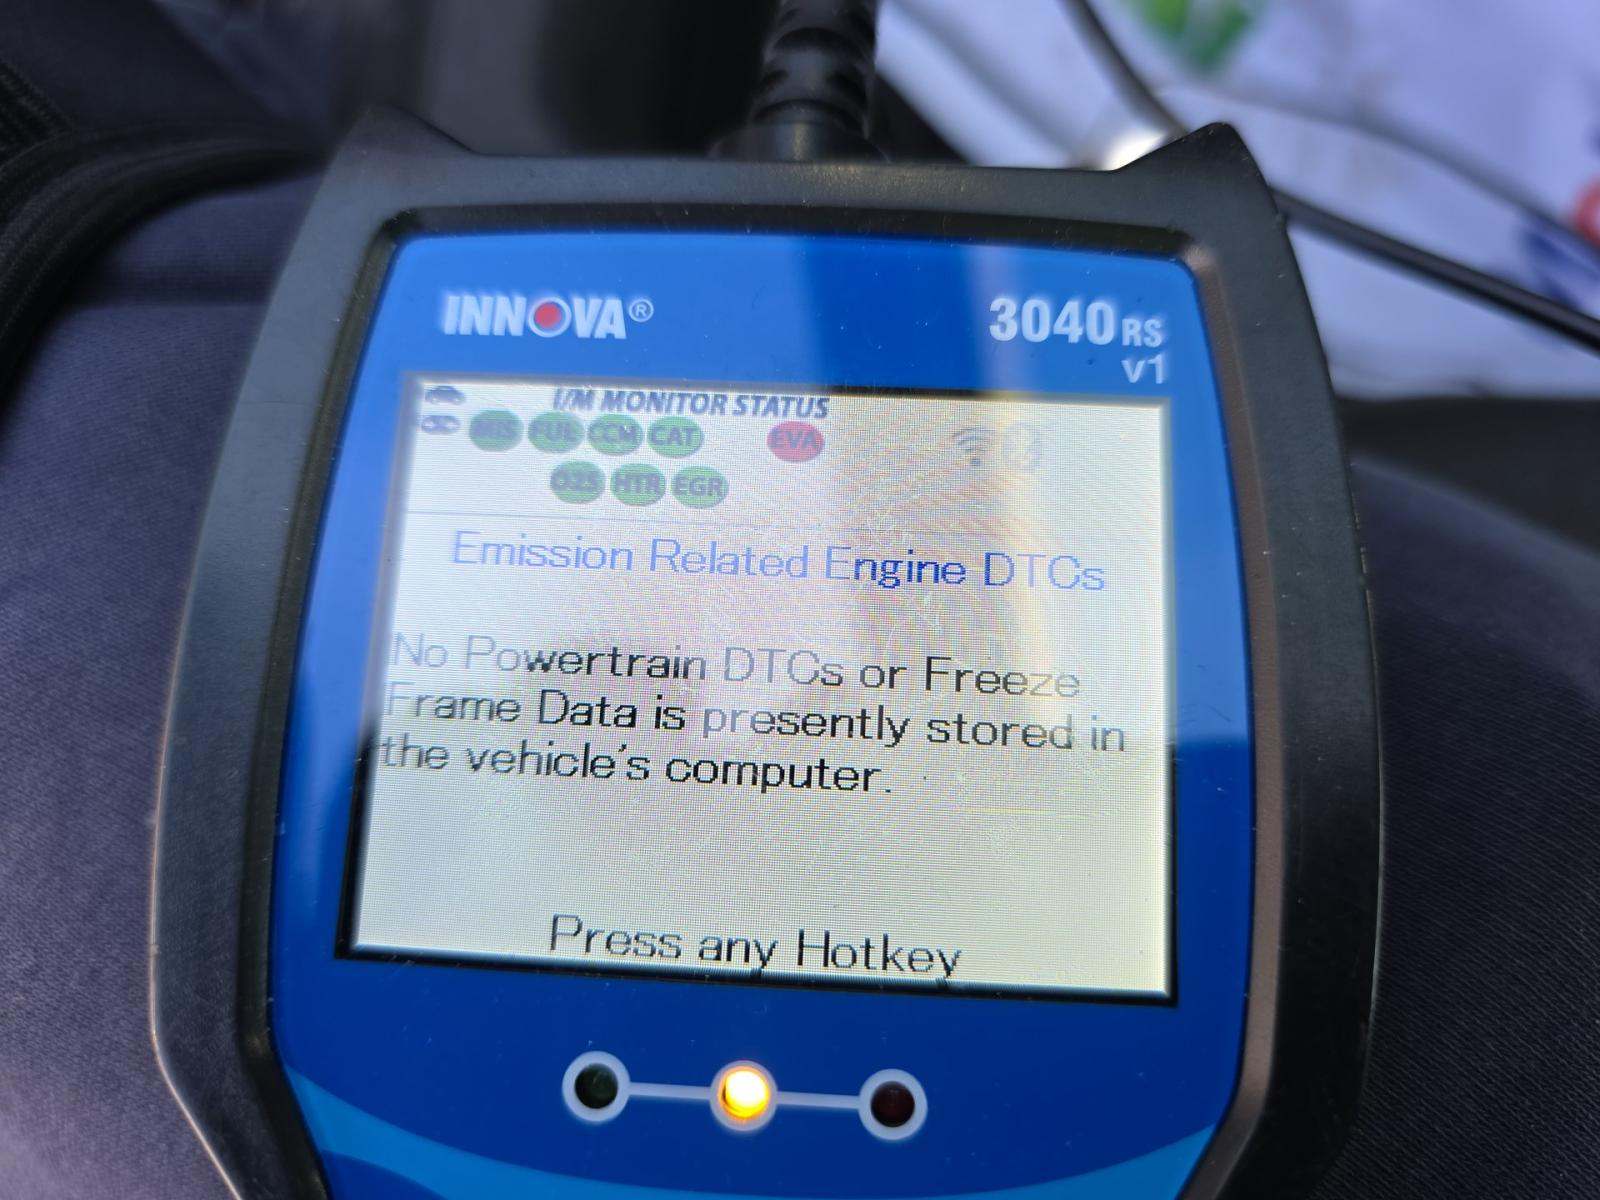 INNOVA®
3040RS
v1
I/M MONITOR STATUS
MIS FUL CCM CAT EVA
O2S HTR EGR
Emission Related Engine DTCs
No Powertrain DTCs or Freeze
Frame Data is presently stored in
the vehicle's computer.
Press any Hotkey